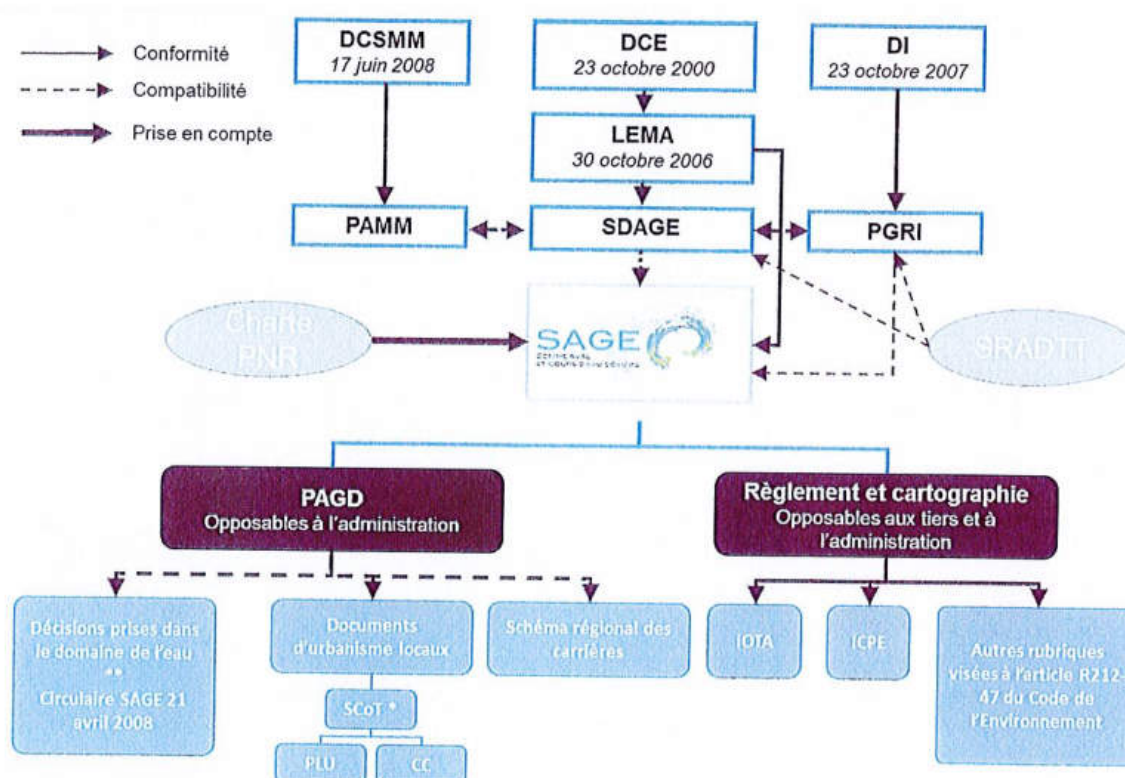 Conformité
Compatibilité
Prise en compte
DCSMM
17 juin 2008
DCE
23 octobre 2000
DI
23 octobre 2007
LEMA
30 octobre 2006
PAMM
SDAGE
PGRI
Charte
PNR
SAGE
SRADTT
PAGD
Opposables à l'administration
Règlement et cartographie
Opposables aux tiers et à
l'administration
Décisions prises dans
le domaine de l'eau
**
Circulaire SAGE 21
avril 2008
Documents
d'urbanisme locaux
Schéma régional des
carrières
IOTA
ICPE
Autres rubriques
visées à l'article R212-
47 du Code de
l'Environnement
SCoT *
PLU
CC